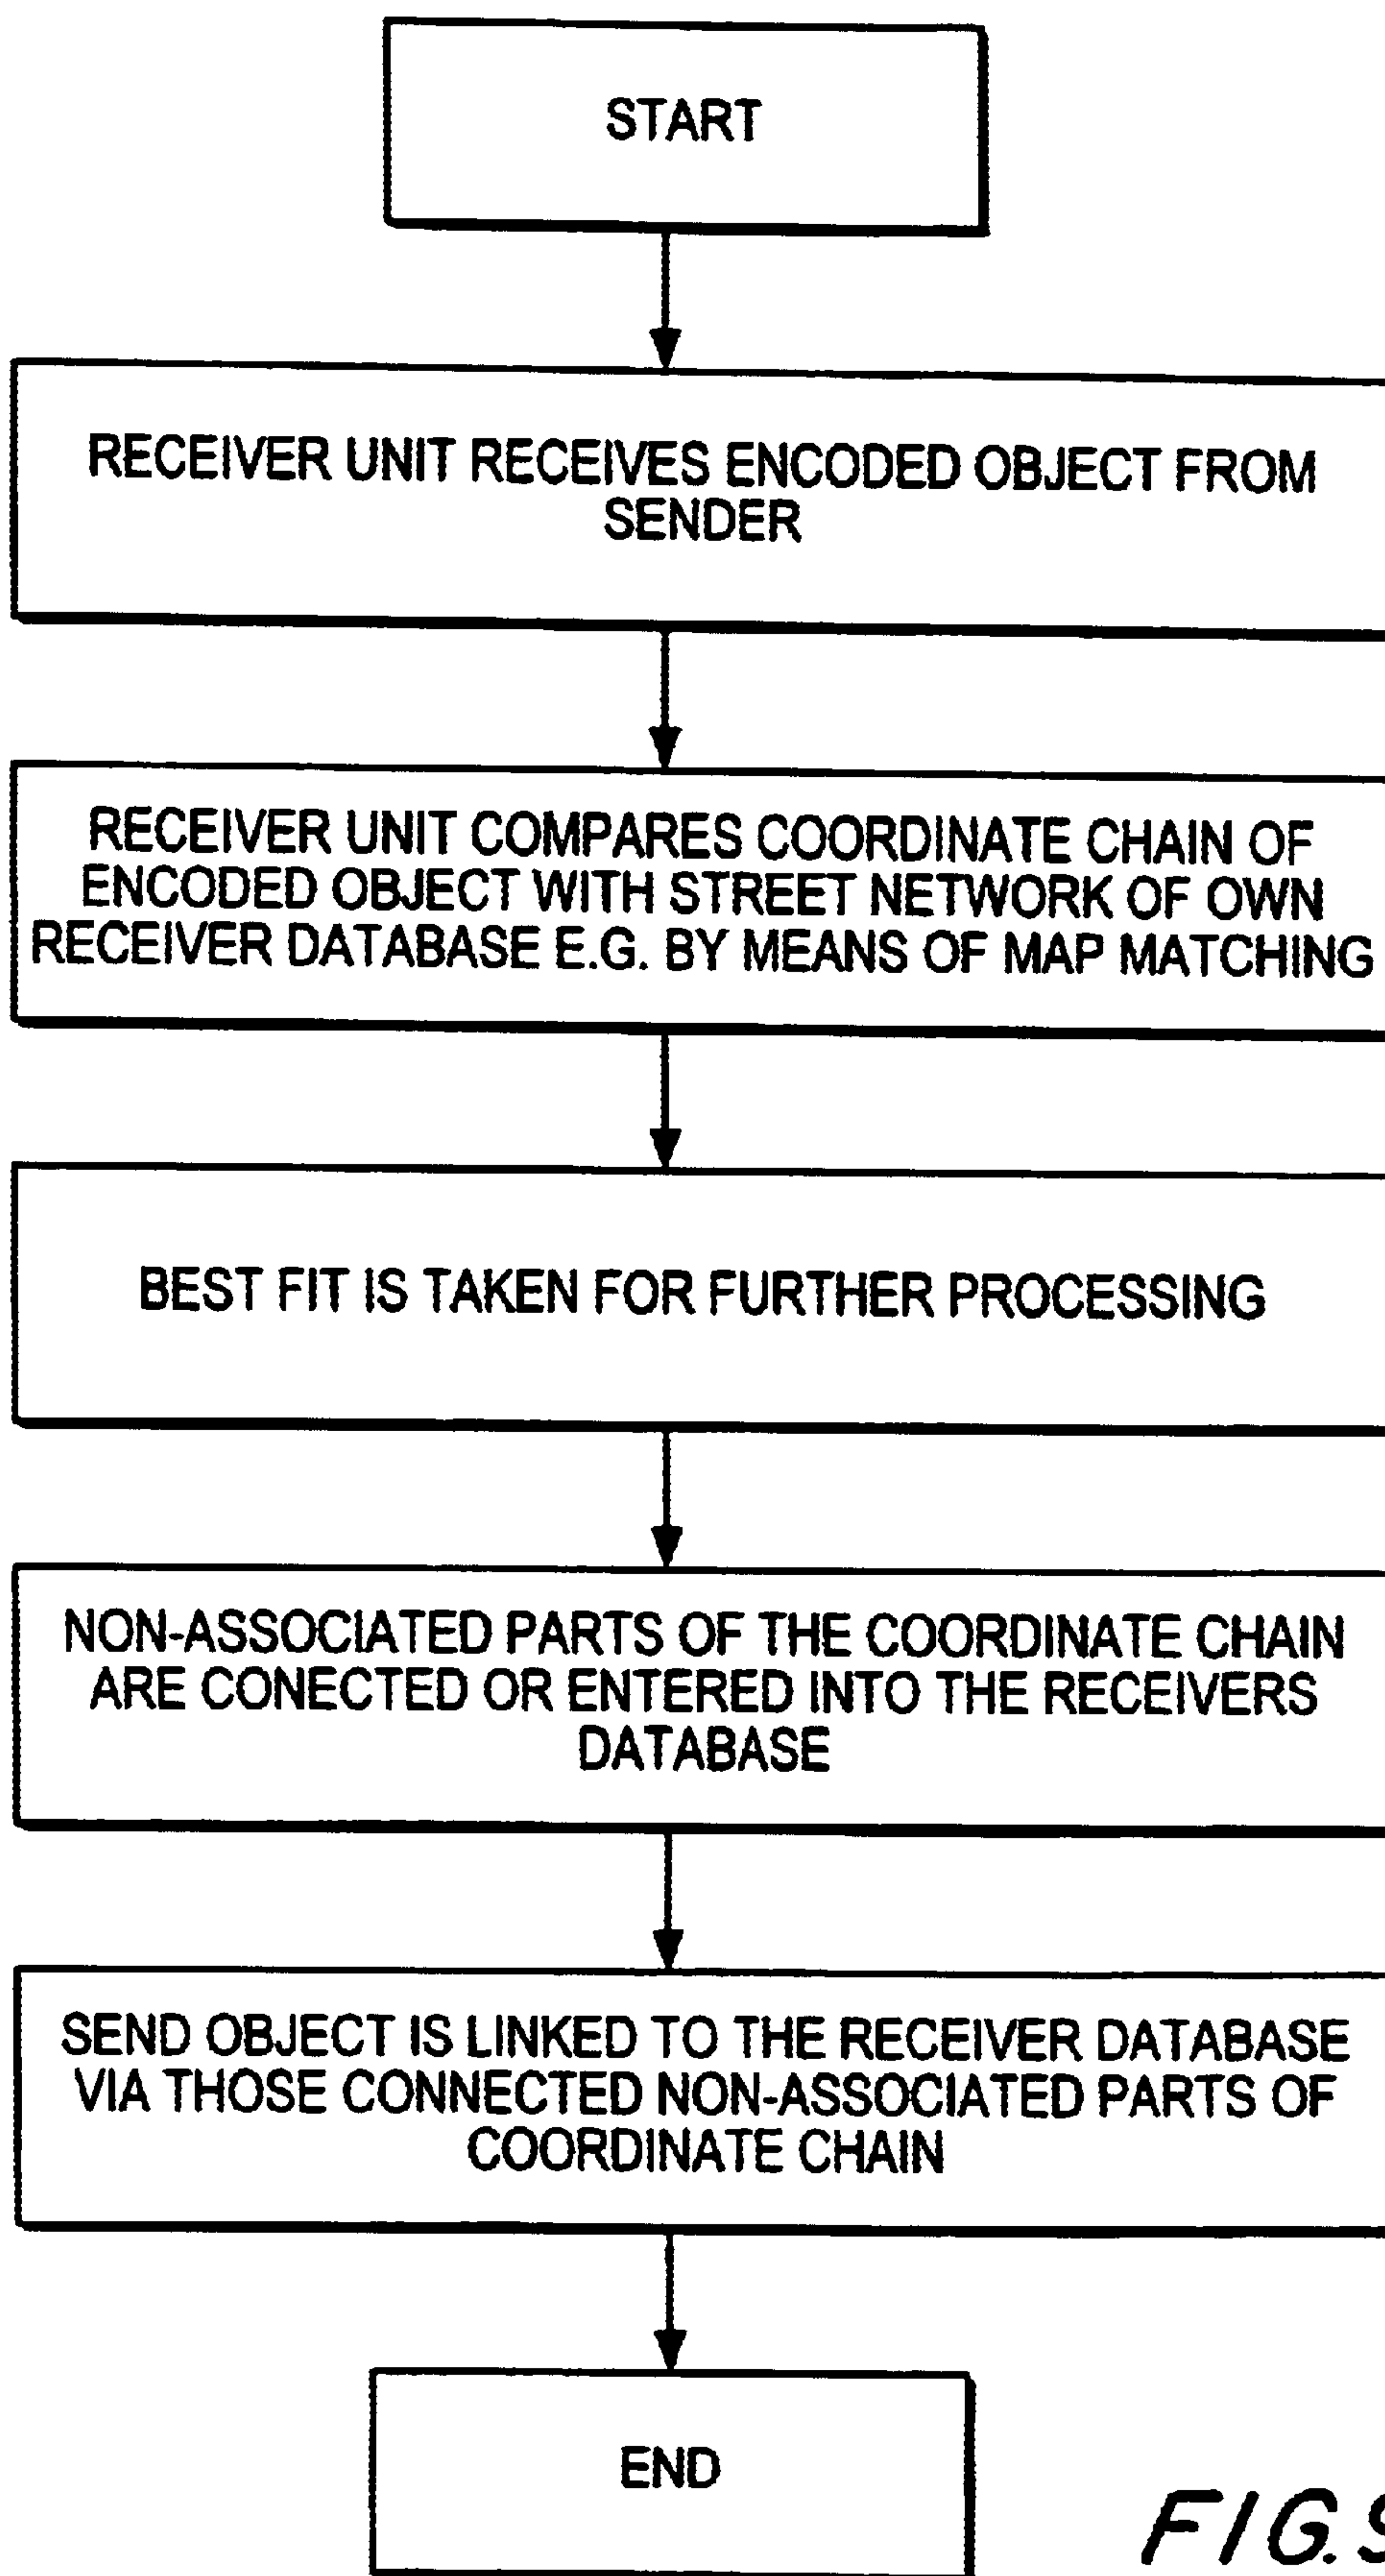 START
RECEIVER UNIT RECEIVES ENCODED OBJECT FROM
SENDER
RECEIVER UNIT COMPARES COORDINATE CHAIN OF
ENCODED OBJECT WITH STREET NETWORK OF OWN
RECEIVER DATABASE E.G. BY MEANS OF MAP MATCHING
BEST FIT IS TAKEN FOR FURTHER PROCESSING
NON-ASSOCIATED PARTS OF THE COORDINATE CHAIN
ARE CONECTED OR ENTERED INTO THE RECEIVERS
DATABASE
SEND OBJECT IS LINKED TO THE RECEIVER DATABASE
VIA THOSE CONNECTED NON-ASSOCIATED PARTS OF
COORDINATE CHAIN
END
FIG.